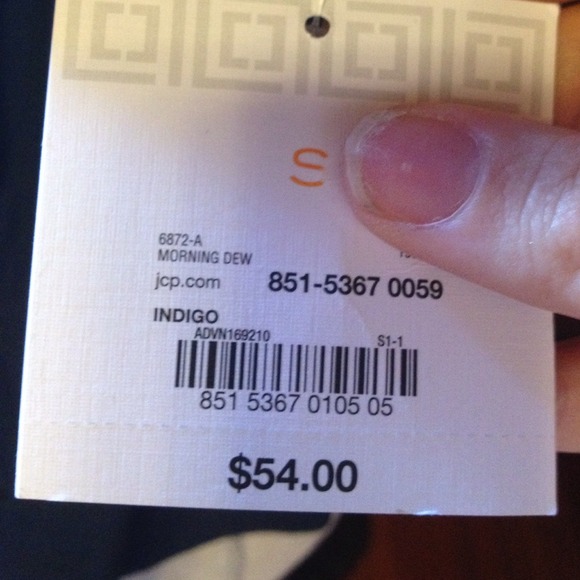 S
6872-A
MORNING DEW
jcp.com 851-5367 0059
INDIGO
ADVN169210 S1-1
851 5367 0105 05
$54.00